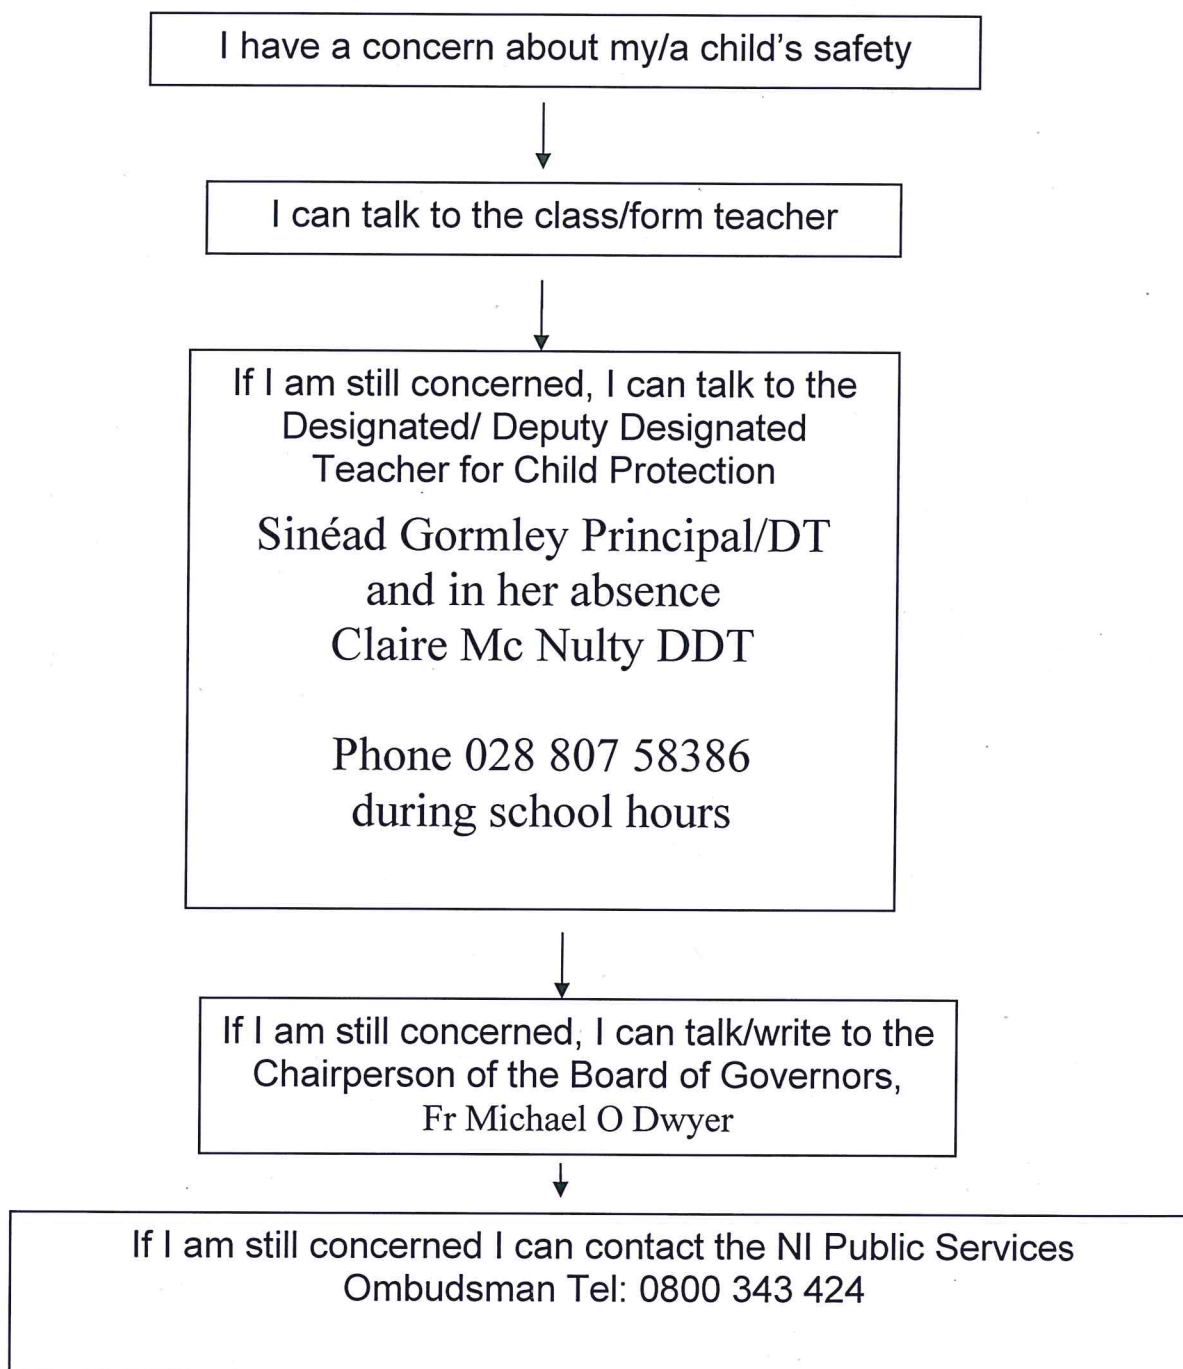 I have a concern about my/a child's safety
I can talk to the class/form teacher
If I am still concerned, I can talk to the
Designated/ Deputy Designated
Teacher for Child Protection
Sinéad Gormley Principal/DT
and in her absence
Claire Mc Nulty DDT
Phone 028 807 58386
during school hours
If I am still concerned, I can talk/write to the
Chairperson of the Board of Governors,
Fr Michael O Dwyer
If I am still concerned I can contact the NI Public Services
Ombudsman Tel: 0800 343 424